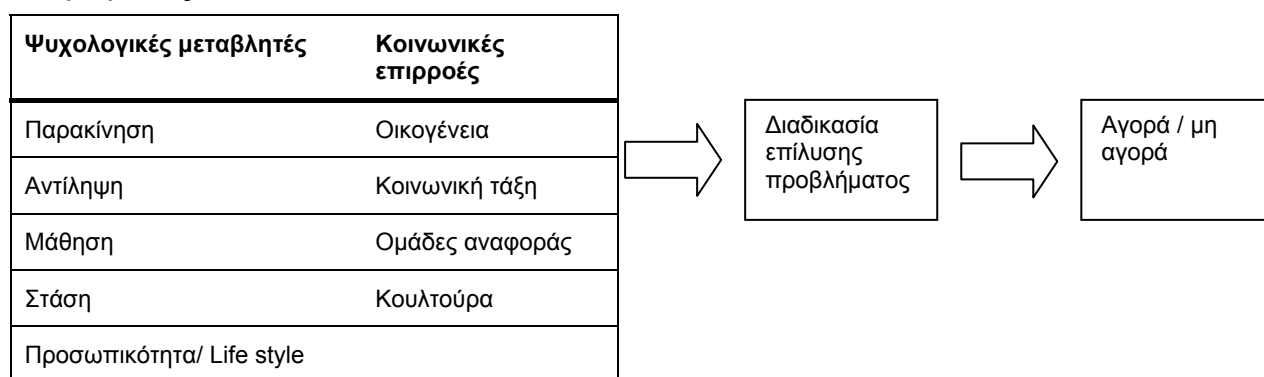 Ψυχολογικές μεταβλητές Κοινωνικές
επιρροές
Παρακίνηση Οικογένεια
Αντίληψη Κοινωνική τάξη
Μάθηση Ομάδες αναφοράς
Στάση Κουλτούρα
Προσωπικότητα/ Life style
Διαδικασία
επίλυσης
προβλήματος
Αγορά / μη
αγορά